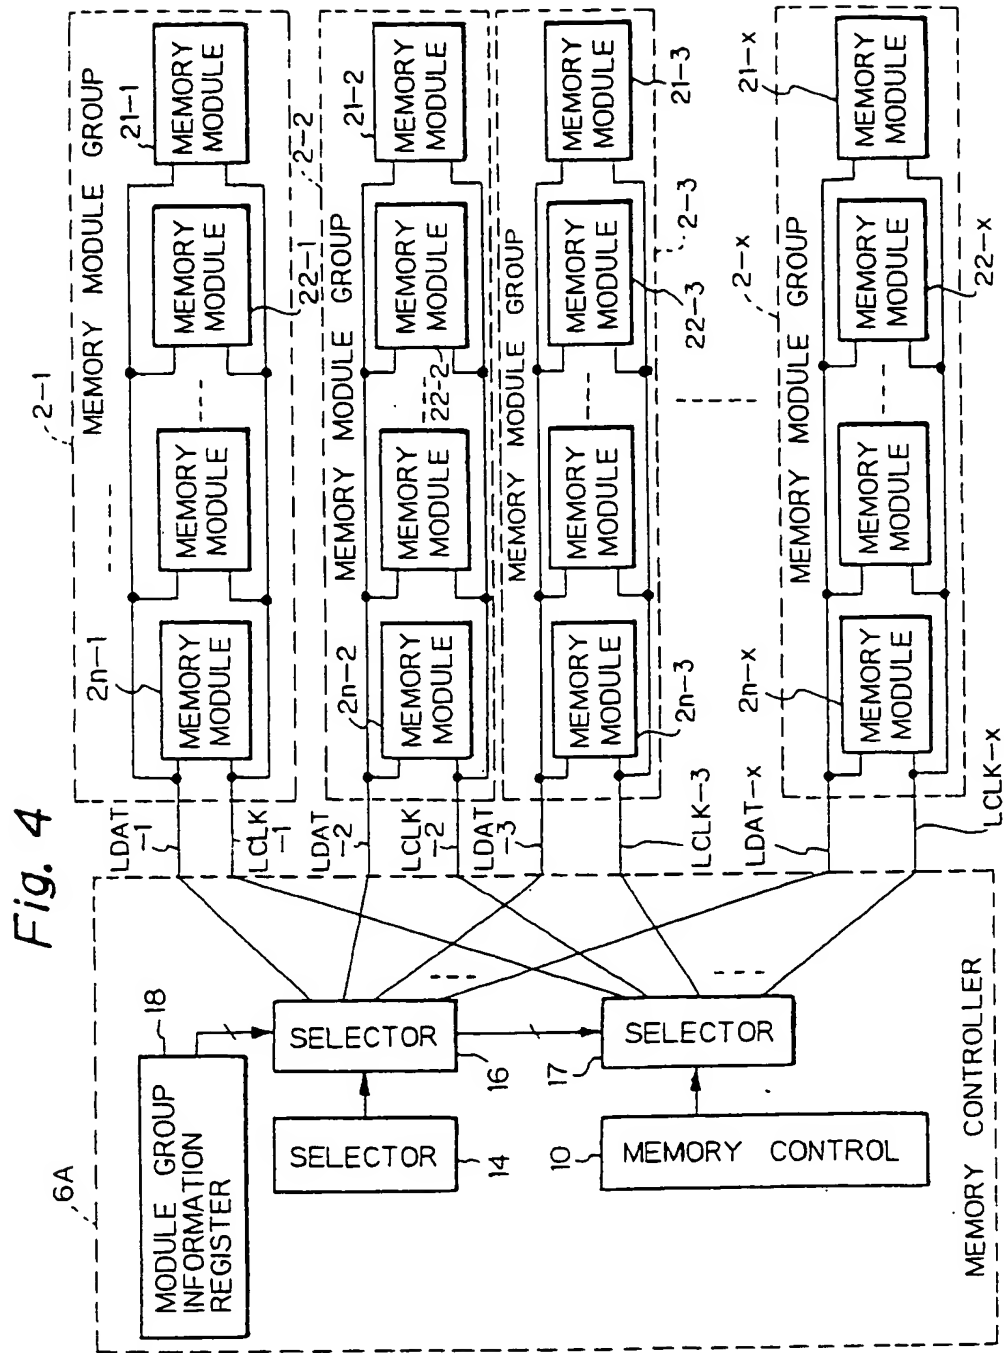 Fig. 4
6A
MODULE GROUP
INFORMATION
REGISTER
18
SELECTOR
14
SELECTOR
16
MEMORY CONTROL
10
SELECTOR
17
MEMORY CONTROLLER
LDAT
-1
LCLK
-1
LDAT
-2
LCLK
-2
LDAT
-3
LCLK-3
LDAT-x
LCLK-x
2-1
MEMORY MODULE GROUP
2n-1
MEMORY
MODULE
MEMORY
MODULE
MEMORY
MODULE
22-1
21-1
MEMORY
MODULE
2-2
MEMORY MODULE GROUP
2n-2
MEMORY
MODULE
MEMORY
MODULE
22-2
MEMORY
MODULE
21-2
MEMORY
MODULE
2-3
MEMORY MODULE GROUP
MEMORY
MODULE
2n-3
MEMORY
MODULE
MEMORY
MODULE
22-3
MEMORY
MODULE
21-3
2-x
MEMORY MODULE GROUP
2n-x
MEMORY
MODULE
MEMORY
MODULE
MEMORY
MODULE
22-x
21-x
MEMORY
MODULE